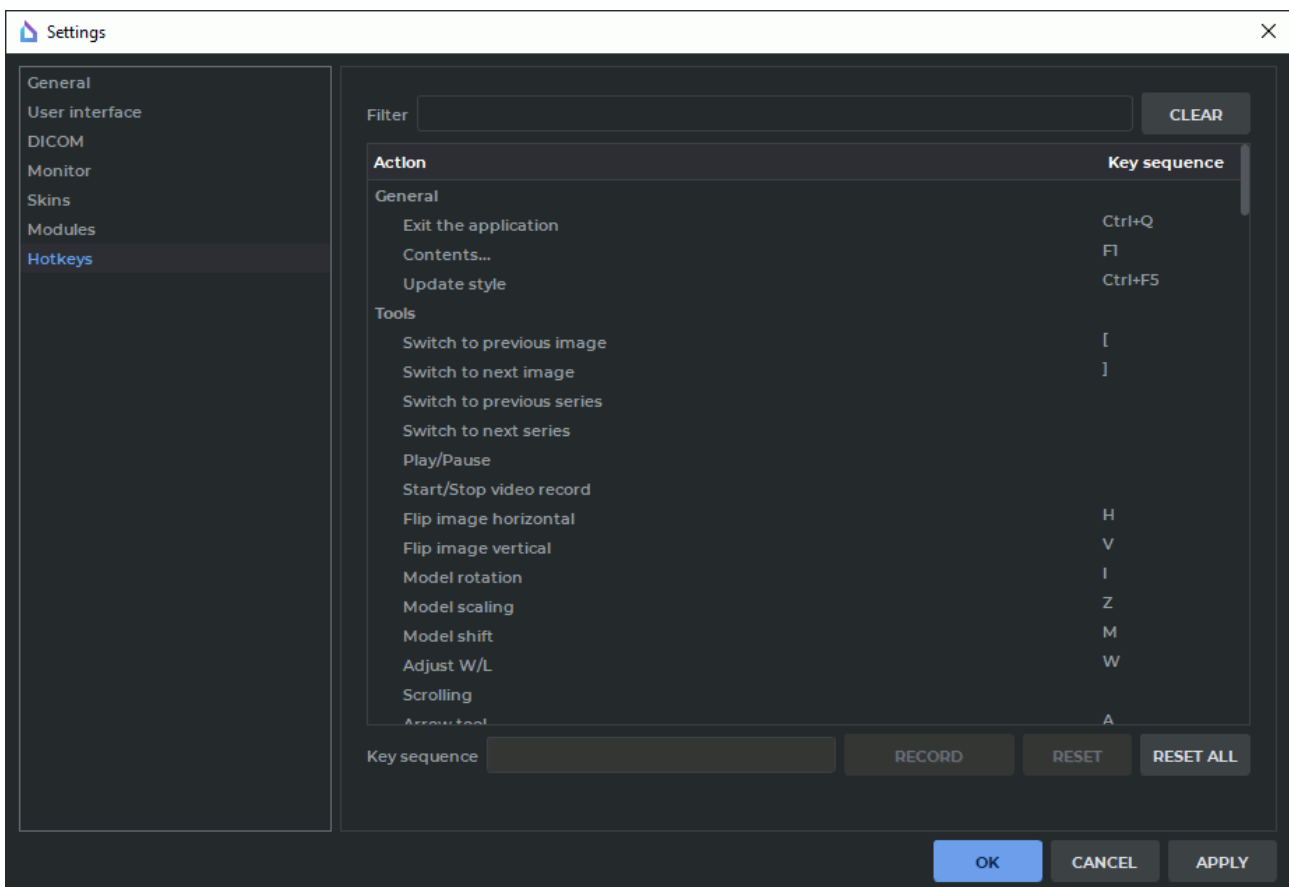 Settings
General
User interface
DICOM
Monitor
Skins
Modules
Hotkeys
Filter CLEAR
Action Key sequence
General
Exit the application Ctrl+Q
Contents... F1
Update style Ctrl+F5
Tools
Switch to previous image [
Switch to next image ]
Switch to previous series
Switch to next series
Play/Pause
Start/Stop video record
Flip image horizontal H
Flip image vertical V
Model rotation I
Model scaling Z
Model shift M
Adjust W/L W
Scrolling
Arrow tool A
Key sequence RECORD RESET RESET ALL
OK CANCEL APPLY